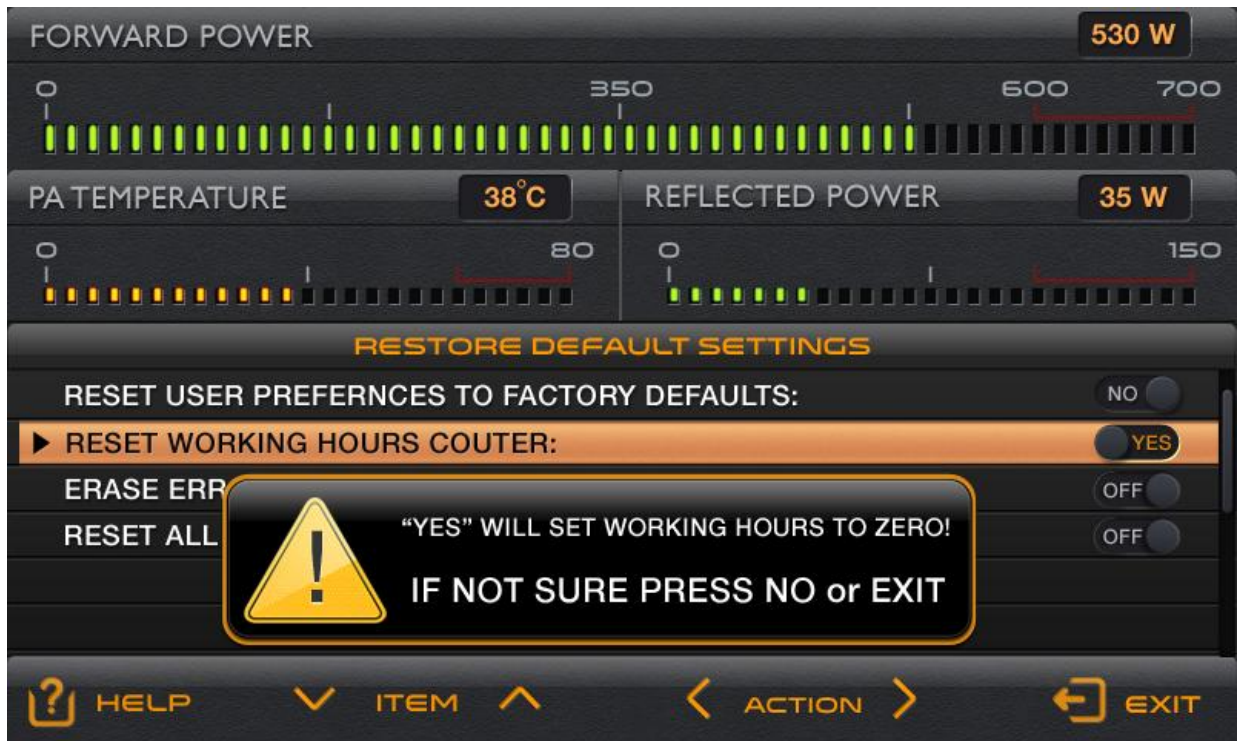 FORWARD POWER 530 W
0 350 600 700
PA TEMPERATURE 38°C REFLECTED POWER 35 W
0 80 0 150
RESTORE DEFAULT SETTINGS
RESET USER PREFERNCES TO FACTORY DEFAULTS: NO
RESET WORKING HOURS COUTER: YES
ERASE ERR OFF
RESET ALL OFF
“YES” WILL SET WORKING HOURS TO ZERO!
IF NOT SURE PRESS NO or EXIT
? HELP ITEM ACTION EXIT